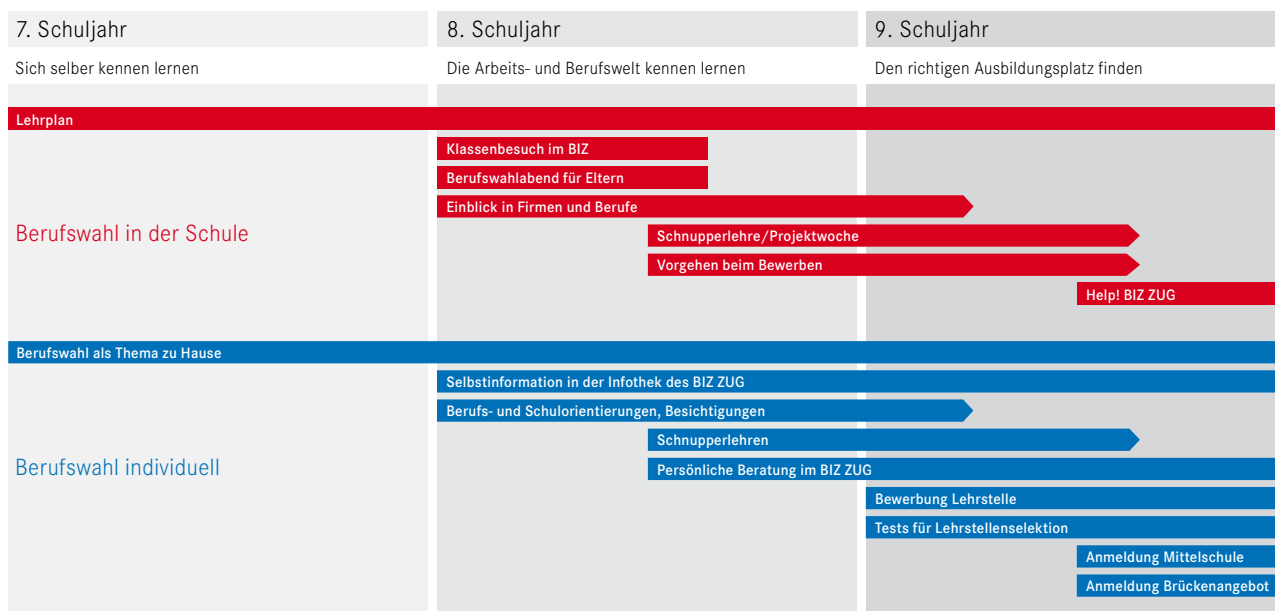 7. Schuljahr
8. Schuljahr
9. Schuljahr
Sich selber kennen lernen
Die Arbeits- und Berufswelt kennen lernen
Den richtigen Ausbildungsplatz finden
Lehrplan
Klassenbesuch im BIZ
Berufswahlabend für Eltern
Einblick in Firmen und Berufe
Berufswahl in der Schule
Schnupperlehre/Projektwoche
Vorgehen beim Bewerben
Help! BIZ ZUG
Berufswahl als Thema zu Hause
Selbstinformation in der Infothek des BIZ ZUG
Berufs- und Schulorientierungen, Besichtigungen
Schnupperlehren
Berufswahl individuell
Persönliche Beratung im BIZ ZUG
Bewerbung Lehrstelle
Tests für Lehrstellenselektion
Anmeldung Mittelschule
Anmeldung Brückenangebot